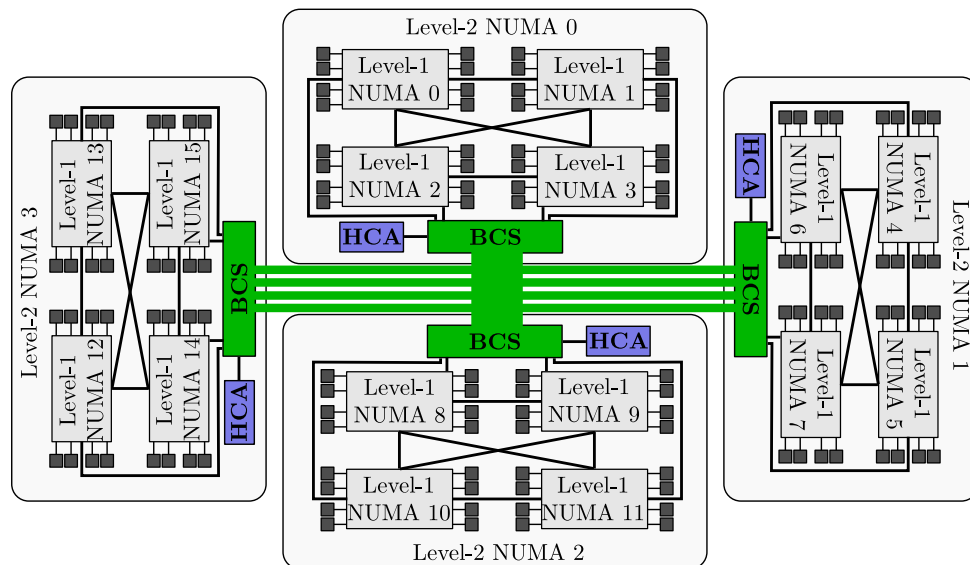 Level-2 NUMA 0
Level-1
NUMA 0
Level-1
NUMA 1
Level-1
NUMA 2
Level-1
NUMA 3
HCA
BCS
Level-2 NUMA 3
Level-1
NUMA 13
Level-1
NUMA 15
Level-1
NUMA 12
Level-1
NUMA 14
BCS
HCA
HCA
BCS
Level-1
NUMA 6
Level-1
NUMA 4
Level-1
NUMA 7
Level-1
NUMA 5
Level-2 NUMA 1
BCS
HCA
Level-1
NUMA 8
Level-1
NUMA 9
Level-1
NUMA 10
Level-1
NUMA 11
Level-2 NUMA 2